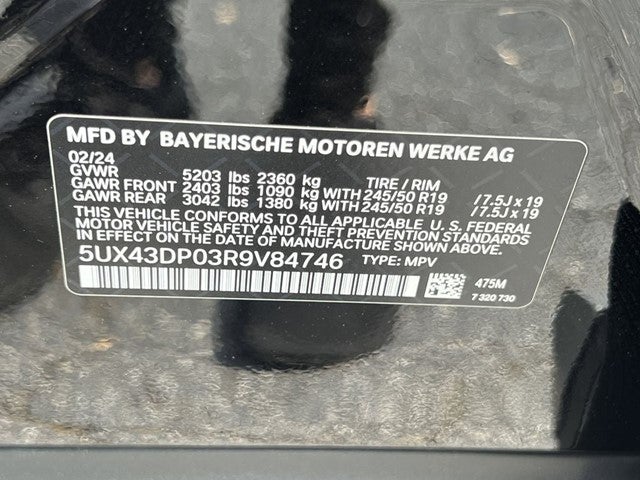 MFD BY BAYERISCHE MOTOREN WERKE AG
02/24
GVWR 5203 lbs 2360 kg TIRE / RIM
GAWR FRONT 2403 lbs 1090 kg WITH 245/50 R19 / 7.5J x 19
GAWR REAR 3042 lbs 1380 kg WITH 245/50 R19 / 7.5J x 19
THIS VEHICLE CONFORMS TO ALL APPLICABLE U. S. FEDERAL
MOTOR VEHICLE SAFETY AND THEFT PREVENTION STANDARDS
IN EFFECT ON THE DATE OF MANUFACTURE SHOWN ABOVE.
5UX43DP03R9V84746 TYPE: MPV
475M
7 320 730